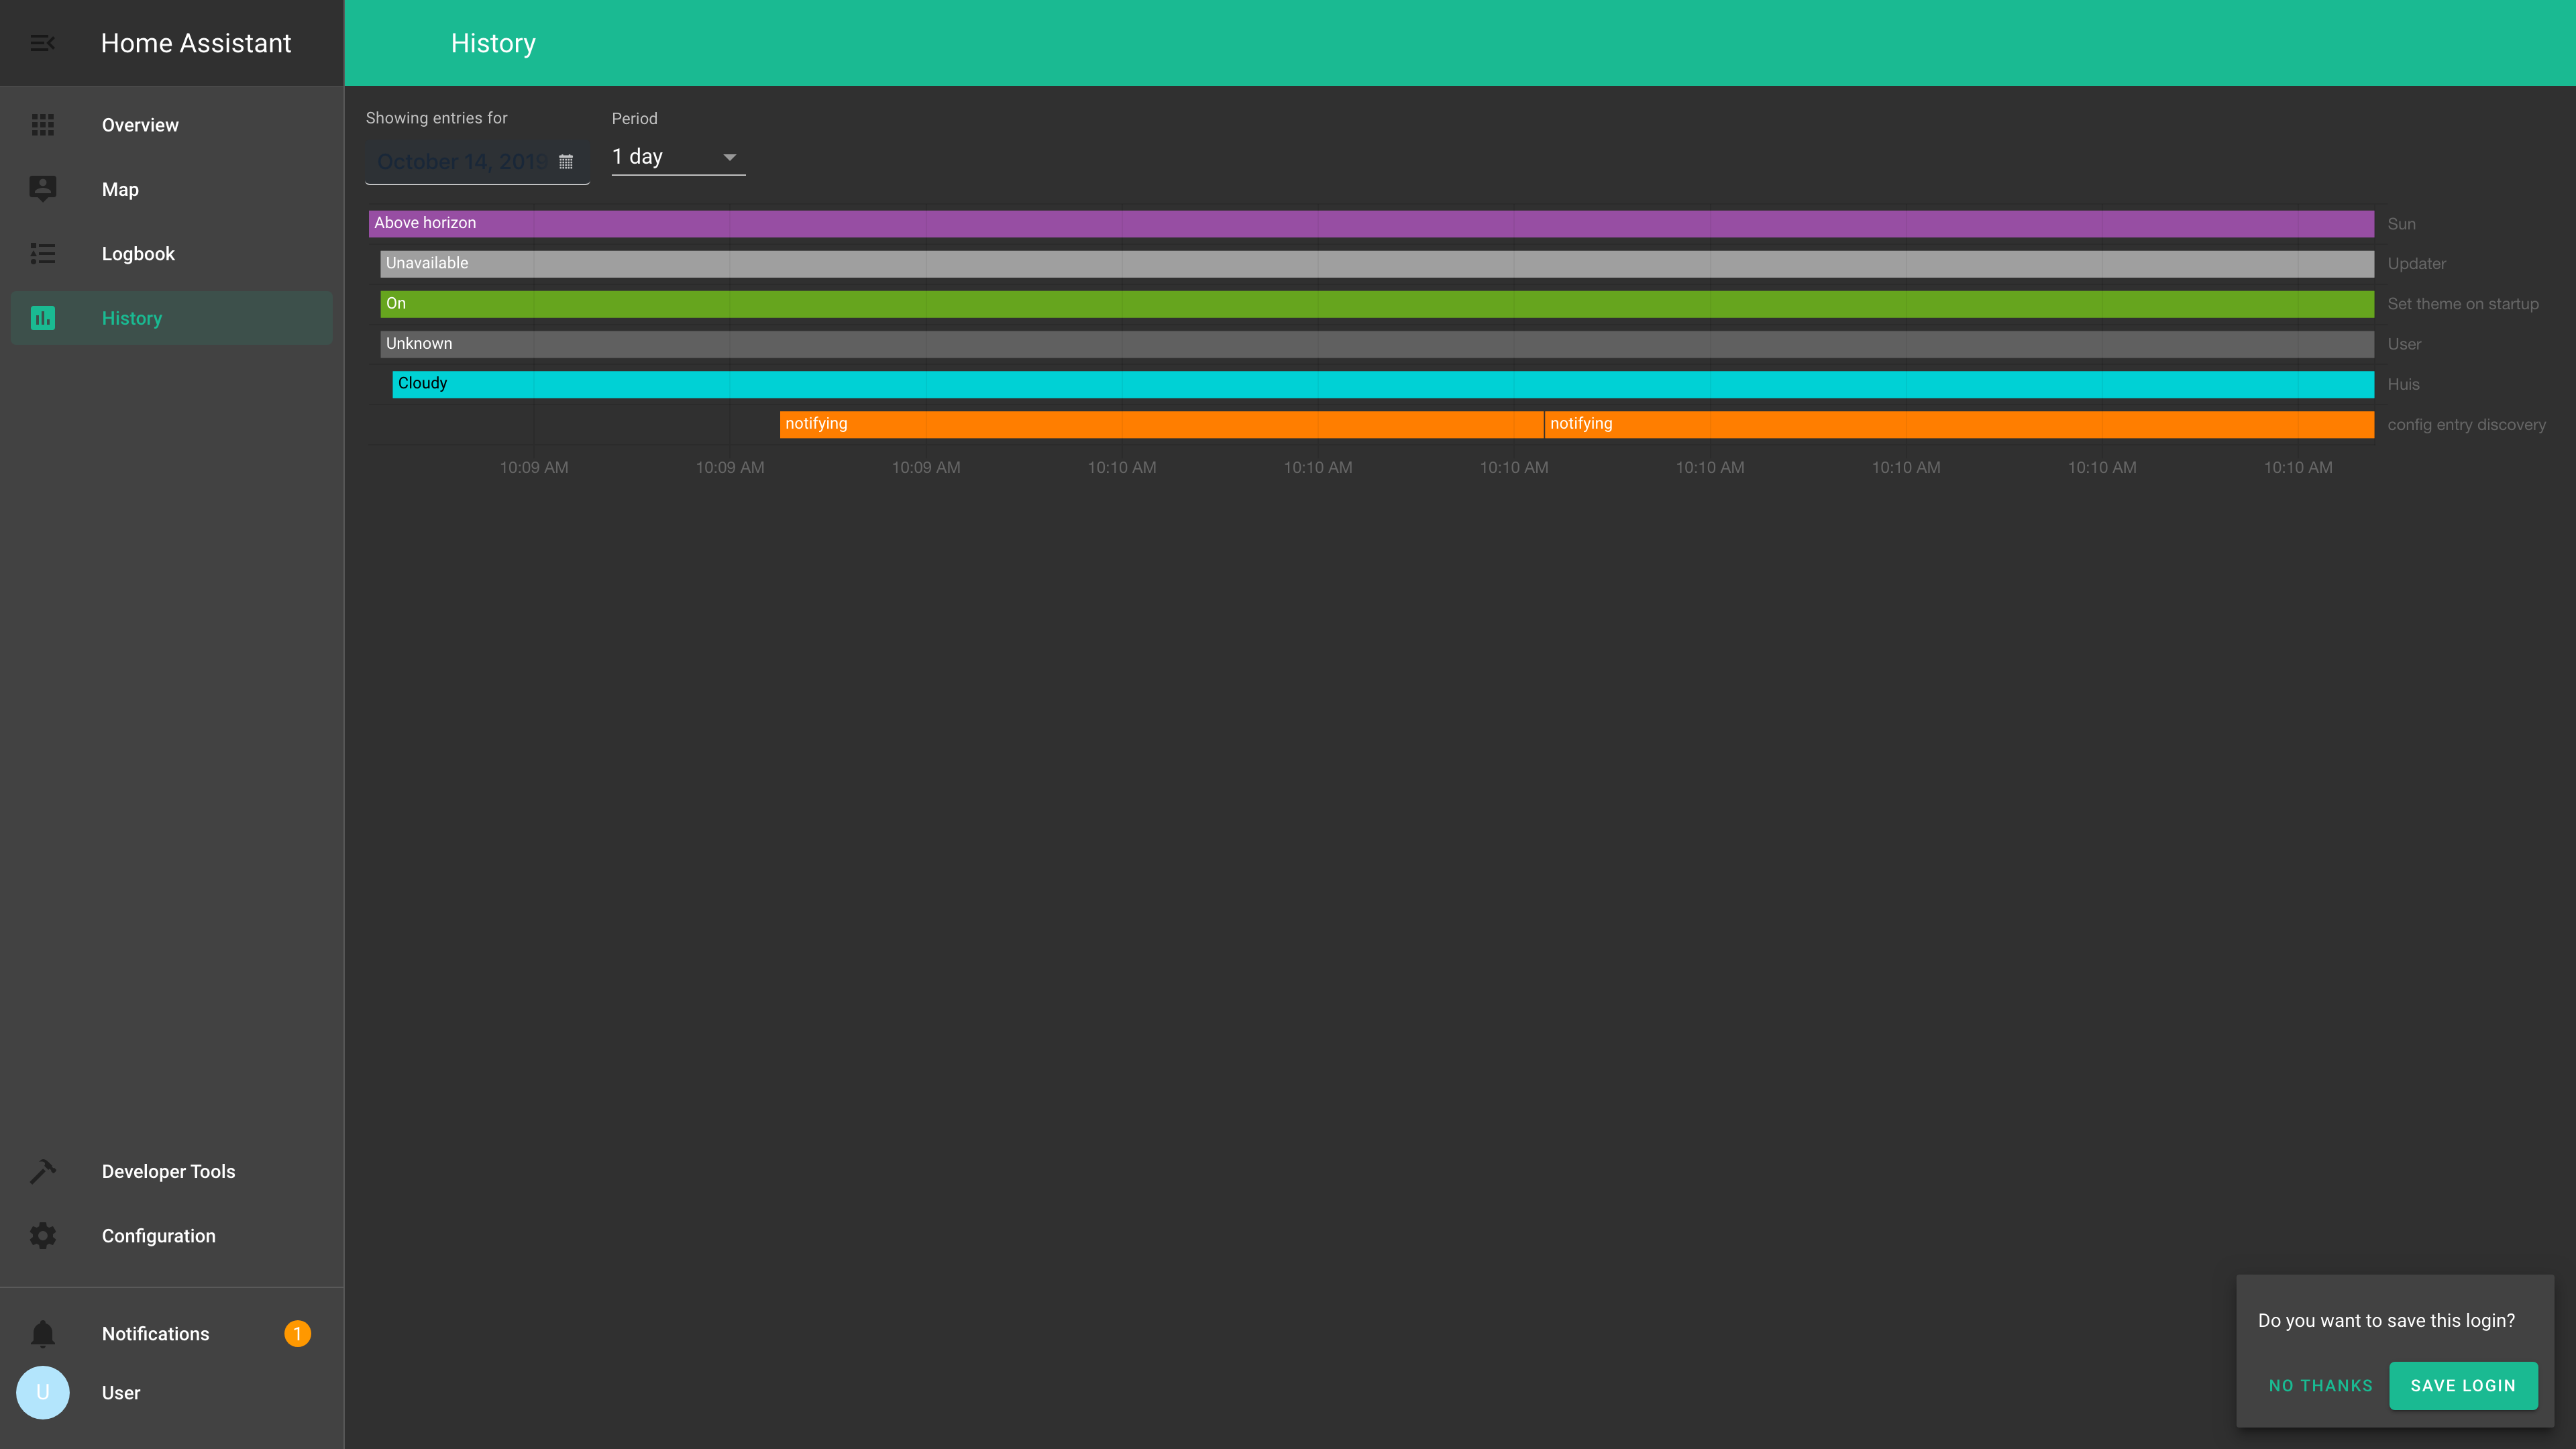 Home Assistant
History
Overview
Map
Logbook
History
Showing entries for
Period
October 14, 2019
1 day
Above horizon
Sun
Unavailable
Updater
On
Set theme on startup
Unknown
User
Cloudy
Huis
notifying
notifying
config entry discovery
10:09 AM
10:09 AM
10:09 AM
10:10 AM
10:10 AM
10:10 AM
10:10 AM
10:10 AM
10:10 AM
10:10 AM
Developer Tools
Configuration
Notifications
1
U
User
Do you want to save this login?
NO THANKS
SAVE LOGIN